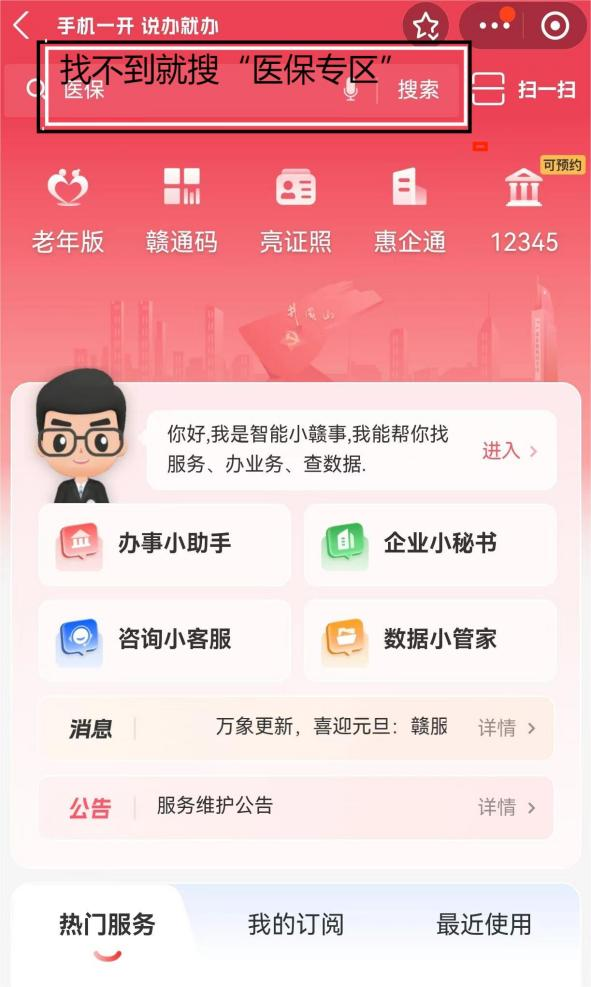 手机一开 说办就办
找不到就搜“医保专区”
医保
搜索
扫一扫
可预约
老年版
赣通码
亮证照
惠企通
12345
井冈山
你好,我是智能小赣事,我能帮你找
服务、办业务、查数据.
进入
办事小助手
企业小秘书
咨询小客服
数据小管家
消息
万象更新，喜迎元旦：赣服
详情
公告
服务维护公告
详情
热门服务
我的订阅
最近使用